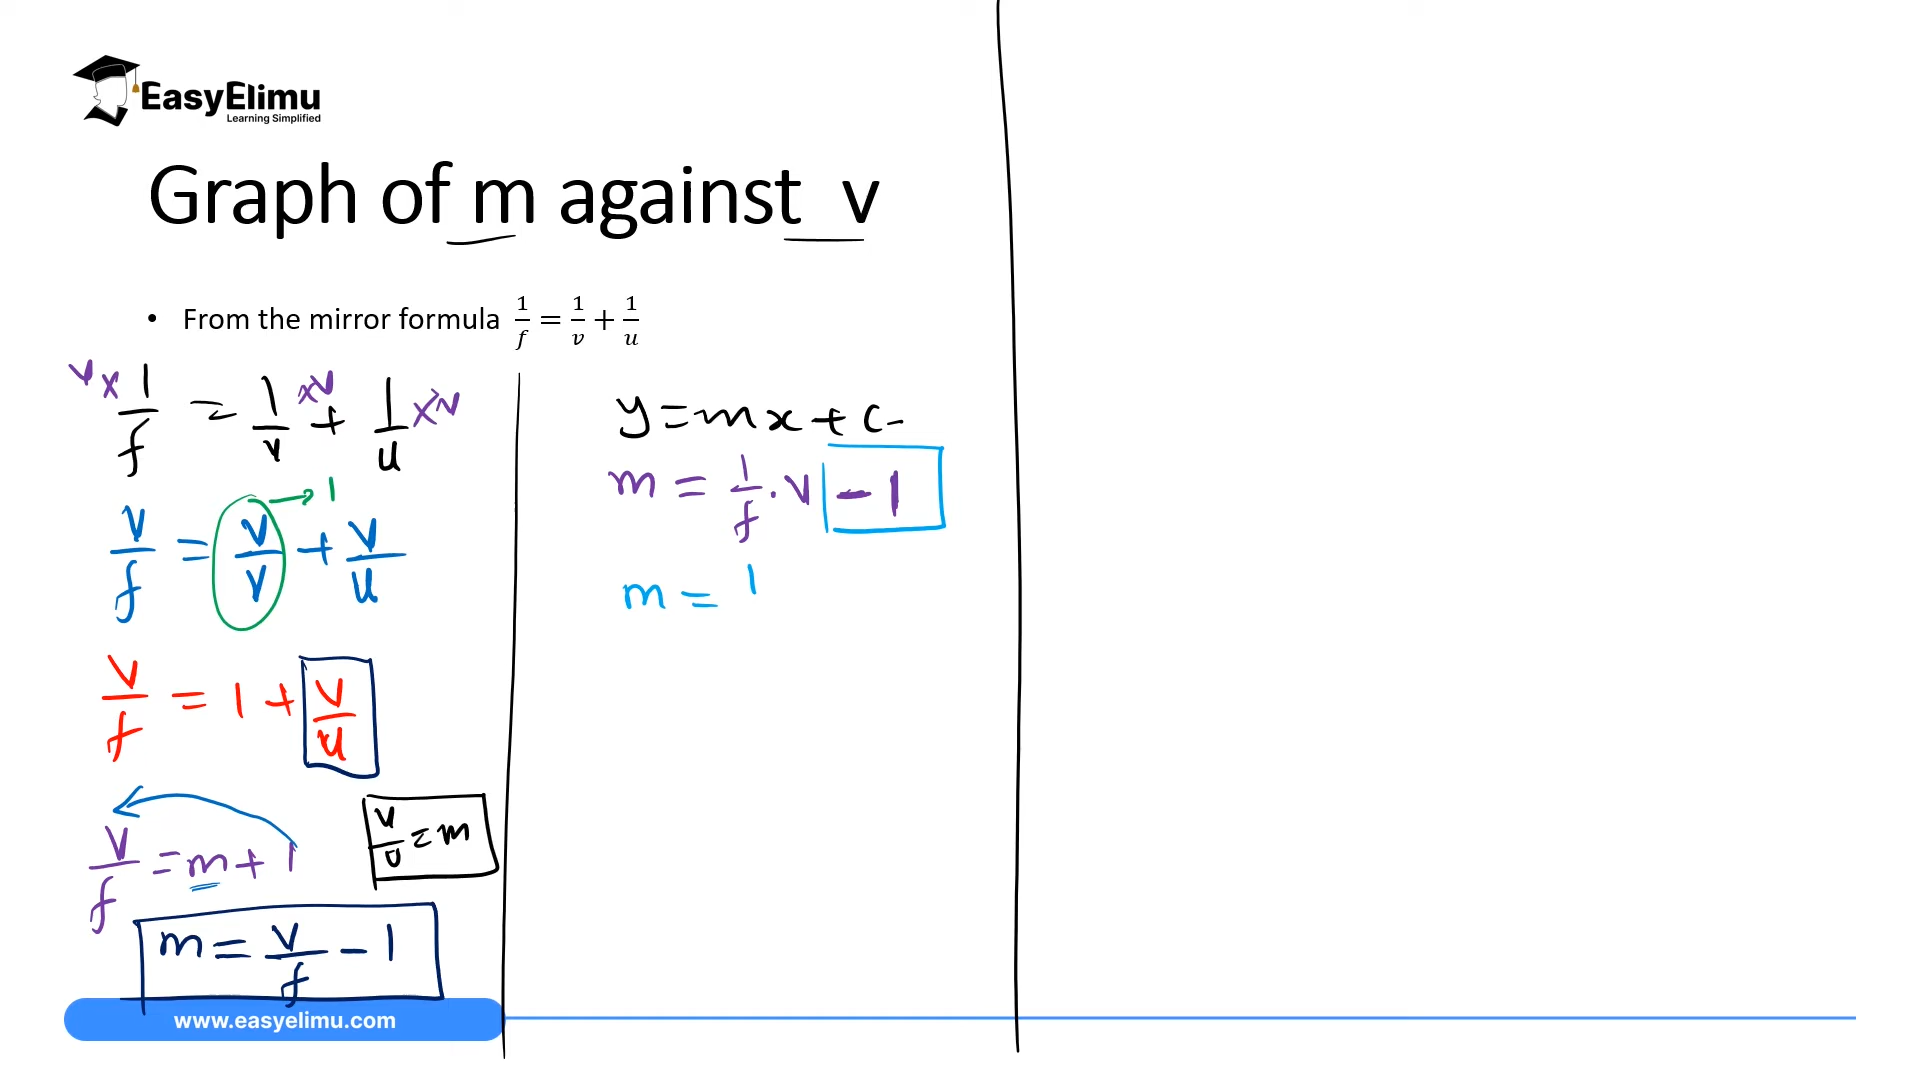 EasyElimu
Learning Simplified
Graph of m against v
• From the mirror formula 1/f = 1/v + 1/u
v× 1/f = 1/v ×v + 1/u ×v
v/f = v/v + v/u → 1
v/f = 1 + v/u
v/f = m + 1
v/u = m
m = v/f - 1
y = mx + c
m = 1/f . v - 1
m = 1
www.easyelimu.com